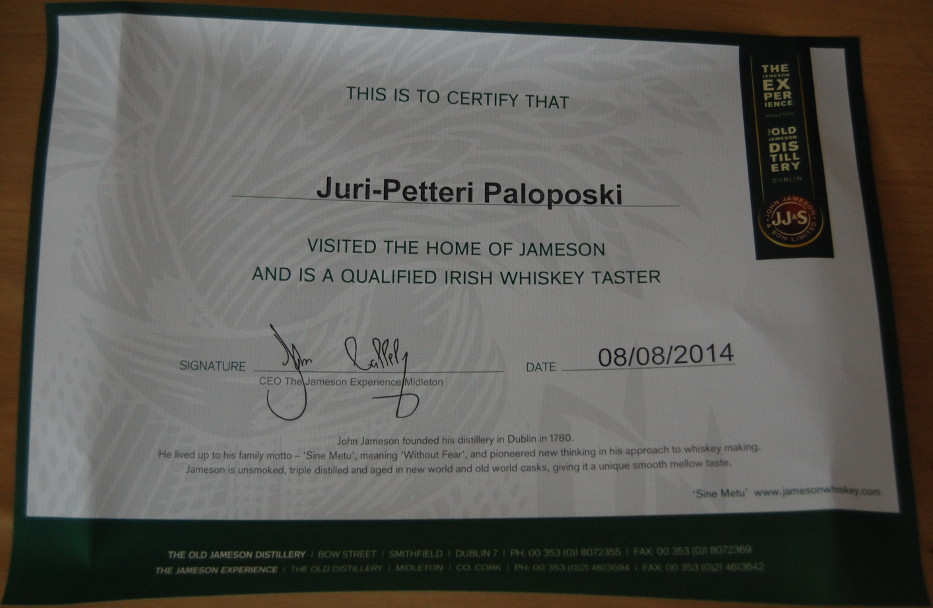 THIS IS TO CERTIFY THAT
Juri-Petteri Paloposki
VISITED THE HOME OF JAMESON
AND IS A QUALIFIED IRISH WHISKEY TASTER
THE
JAMESON
EX
PER
IENCE
MIDLETON
THE OLD
JAMESON
DIS
TILL
ERY
DUBLIN
JOHN JAMESON
JJ&S
& SON LIMITED
SIGNATURE
CEO The Jameson Experience Midleton
DATE 08/08/2014
John Jameson founded his distillery in Dublin in 1780.
He lived up to his family motto – 'Sine Metu', meaning 'Without Fear', and pioneered new thinking in his approach to whiskey making.
Jameson is unsmoked, triple distilled and aged in new world and old world casks, giving it a unique smooth mellow taste.
'Sine Metu' www.jamesonwhiskey.com
THE OLD JAMESON DISTILLERY | BOW STREET | SMITHFIELD | DUBLIN 7 | PH: 00 353 (0)1 8072355 | FAX: 00 353 (0)1 8072369
THE JAMESON EXPERIENCE | THE OLD DISTILLERY | MIDLETON | CO. CORK | PH: 00 353 (0)21 4613594 | FAX: 00 353 (0)21 4613642